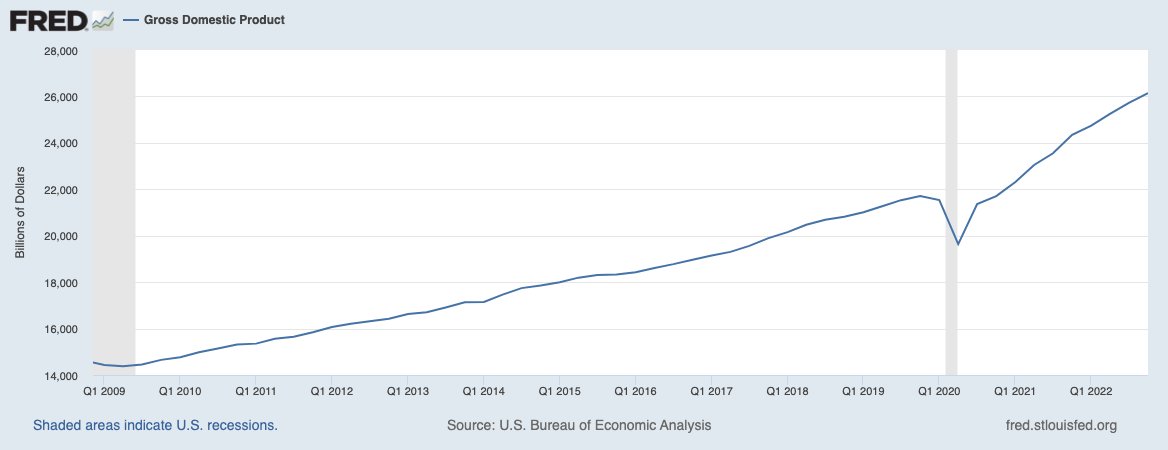 FRED Gross Domestic Product
28,000
26,000
24,000
22,000
20,000
18,000
16,000
14,000
Billions of Dollars
Q1 2009 Q1 2010 Q1 2011 Q1 2012 Q1 2013 Q1 2014 Q1 2015 Q1 2016 Q1 2017 Q1 2018 Q1 2019 Q1 2020 Q1 2021 Q1 2022
Shaded areas indicate U.S. recessions. Source: U.S. Bureau of Economic Analysis fred.stlouisfed.org